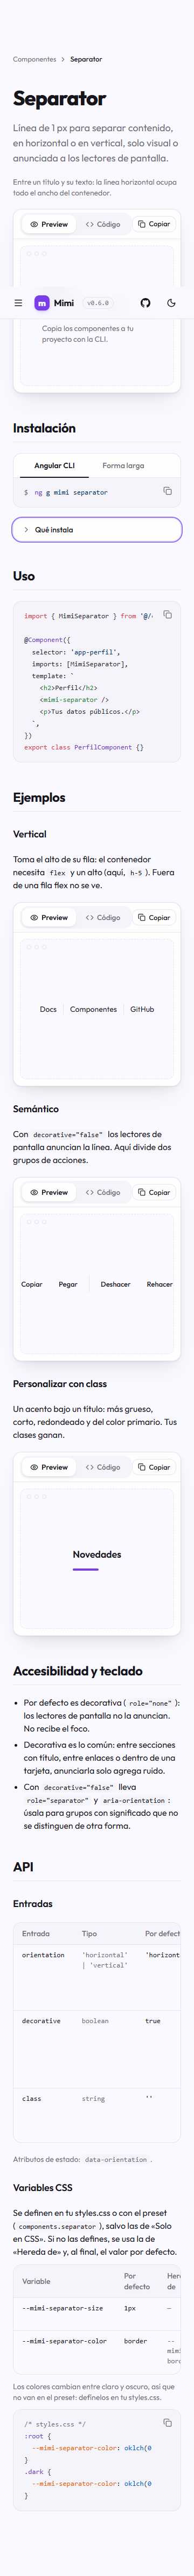 Componentes > Separator
Separator
Línea de 1 px para separar contenido,
en horizontal o en vertical, solo visual o
anunciada a los lectores de pantalla.
Entre un título y su texto: la línea horizontal ocupa
todo el ancho del contenedor.
Preview
Código
Copiar
Mimi
v0.6.0
Copia los componentes a tu
proyecto con la CLI.
Instalación
Angular CLI
Forma larga
$ ng g mimi separator
Qué instala
Uso
import { MimiSeparator } from '@/
@Component({
selector: 'app-perfil',
imports: [MimiSeparator],
template: `
<h2>Perfil</h2>
<mimi-separator />
<p>Tus datos públicos.</p>
`,
})
export class PerfilComponent {}
Ejemplos
Vertical
Toma el alto de su fila: el contenedor
necesita flex y un alto (aquí, h-5). Fuera
de una fila flex no se ve.
Preview
Código
Copiar
Docs
Componentes
GitHub
Semántico
Con decorative="false" los lectores de
pantalla anuncian la línea. Aquí divide dos
grupos de acciones.
Preview
Código
Copiar
Copiar
Pegar
Deshacer
Rehacer
Personalizar con class
Un acento bajo un título: más grueso,
corto, redondeado y del color primario. Tus
clases ganan.
Preview
Código
Copiar
Novedades
Accesibilidad y teclado
• Por defecto es decorativa (role="none"):
los lectores de pantalla no la anuncian.
No recibe el foco.
• Decorativa es lo común: entre secciones
con título, entre enlaces o dentro de una
tarjeta, anunciarla solo agrega ruido.
• Con decorative="false" lleva
role="separator" y aria-orientation:
úsala para grupos con significado que no
se distinguen de otra forma.
API
Entradas
Entrada
Tipo
Por defect
orientation
'horizontal'
| 'vertical'
'horizont
decorative
boolean
true
class
string
''
Atributos de estado: data-orientation.
Variables CSS
Se definen en tu styles.css o con el preset
(components.separator), salvo las de «Solo
en CSS». Si no las defines, se usa la de
«Hereda de» y, al final, el valor por defecto.
Variable
Por
defecto
Her
de
--mimi-separator-size
1px
—
--mimi-separator-color
border
--
mim
bor
Los colores cambian entre claro y oscuro, así que
no van en el preset: defínelos en tu styles.css.
/* styles.css */
:root {
--mimi-separator-color: oklch(0
}
.dark {
--mimi-separator-color: oklch(0
}